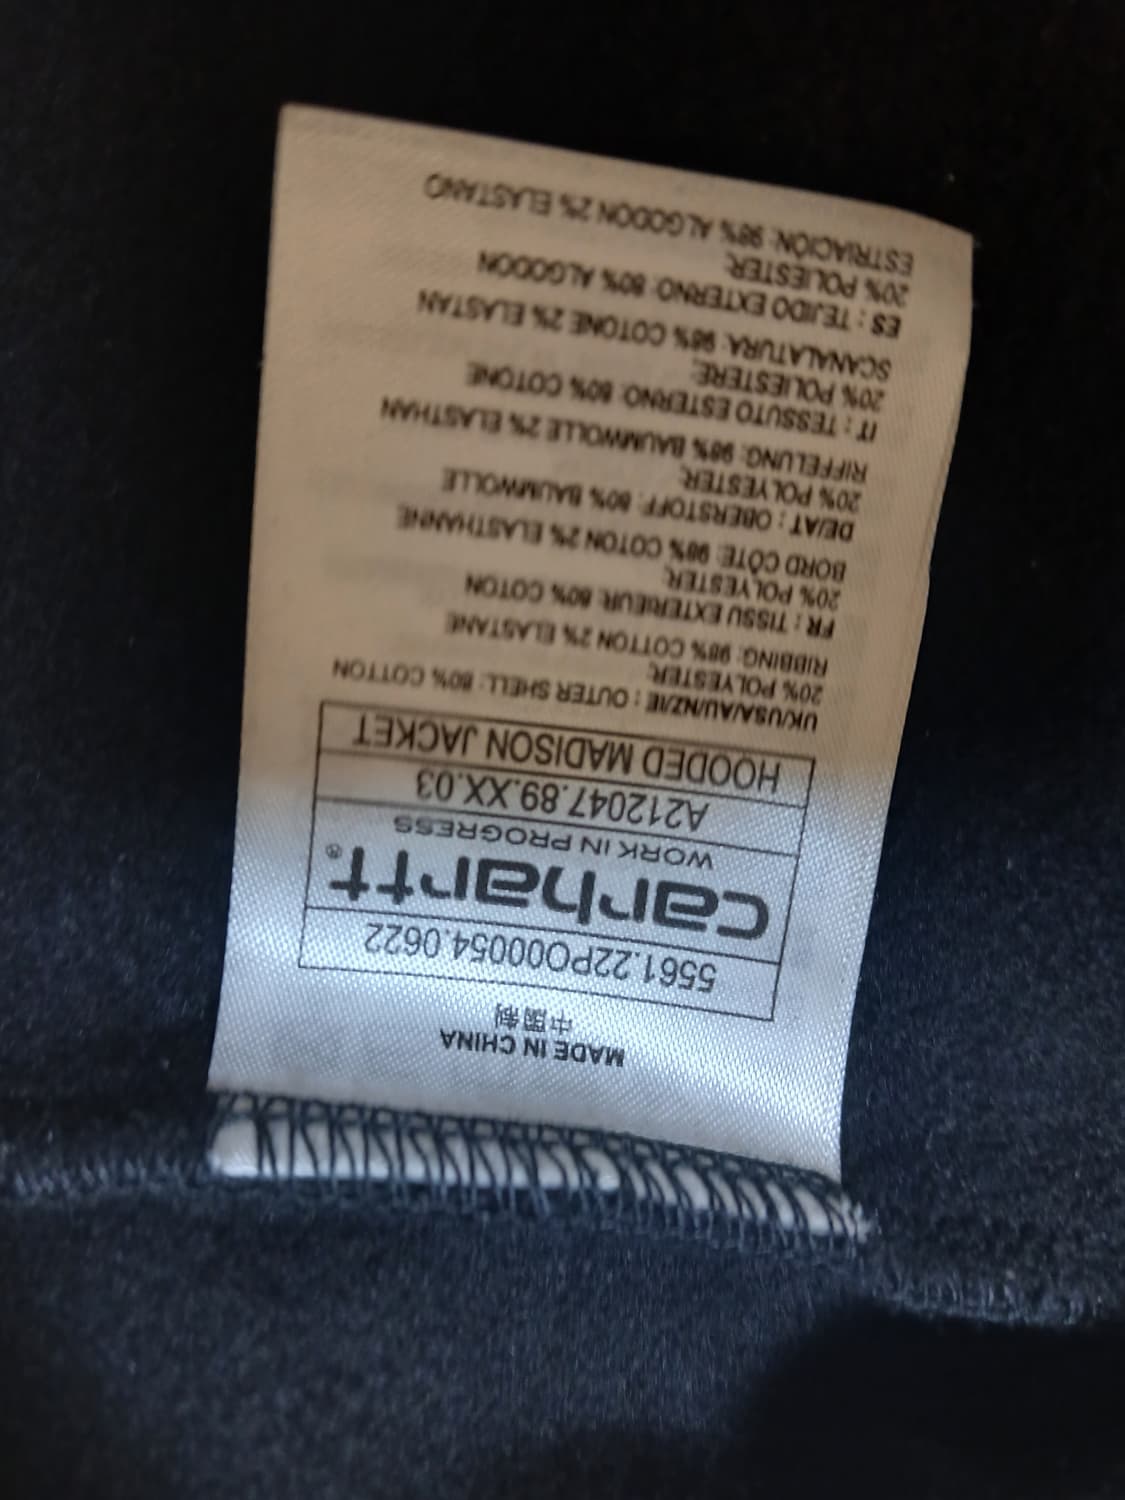 MADE IN CHINA
中國制
5561.22PO00054.0622
carhartt®
WORK IN PROGRESS
A212047.89.XX.03
HOODED MADISON JACKET
UK/USA/AU/NZ/IE : OUTER SHELL: 80% COTTON
20% POLYESTER;
RIBBING: 98% COTTON 2% ELASTANE
FR : TISSU EXTERIEUR: 80% COTON
20% POLYESTER;
BORD CÔTE: 98% COTON 2% ELASTHANNE
DE/AT : OBERSTOFF: 80% BAUMWOLLE
20% POLYESTER;
RIFFELUNG: 98% BAUMWOLLE 2% ELASTHAN
IT : TESSUTO ESTERNO: 80% COTONE
20% POLIESTERE;
SCANALATURA: 98% COTONE 2% ELASTAN
ES : TEJIDO EXTERNO: 80% ALGODON
20% POLIESTER;
ESTRIACIÓN: 98% ALGODON 2% ELASTANO